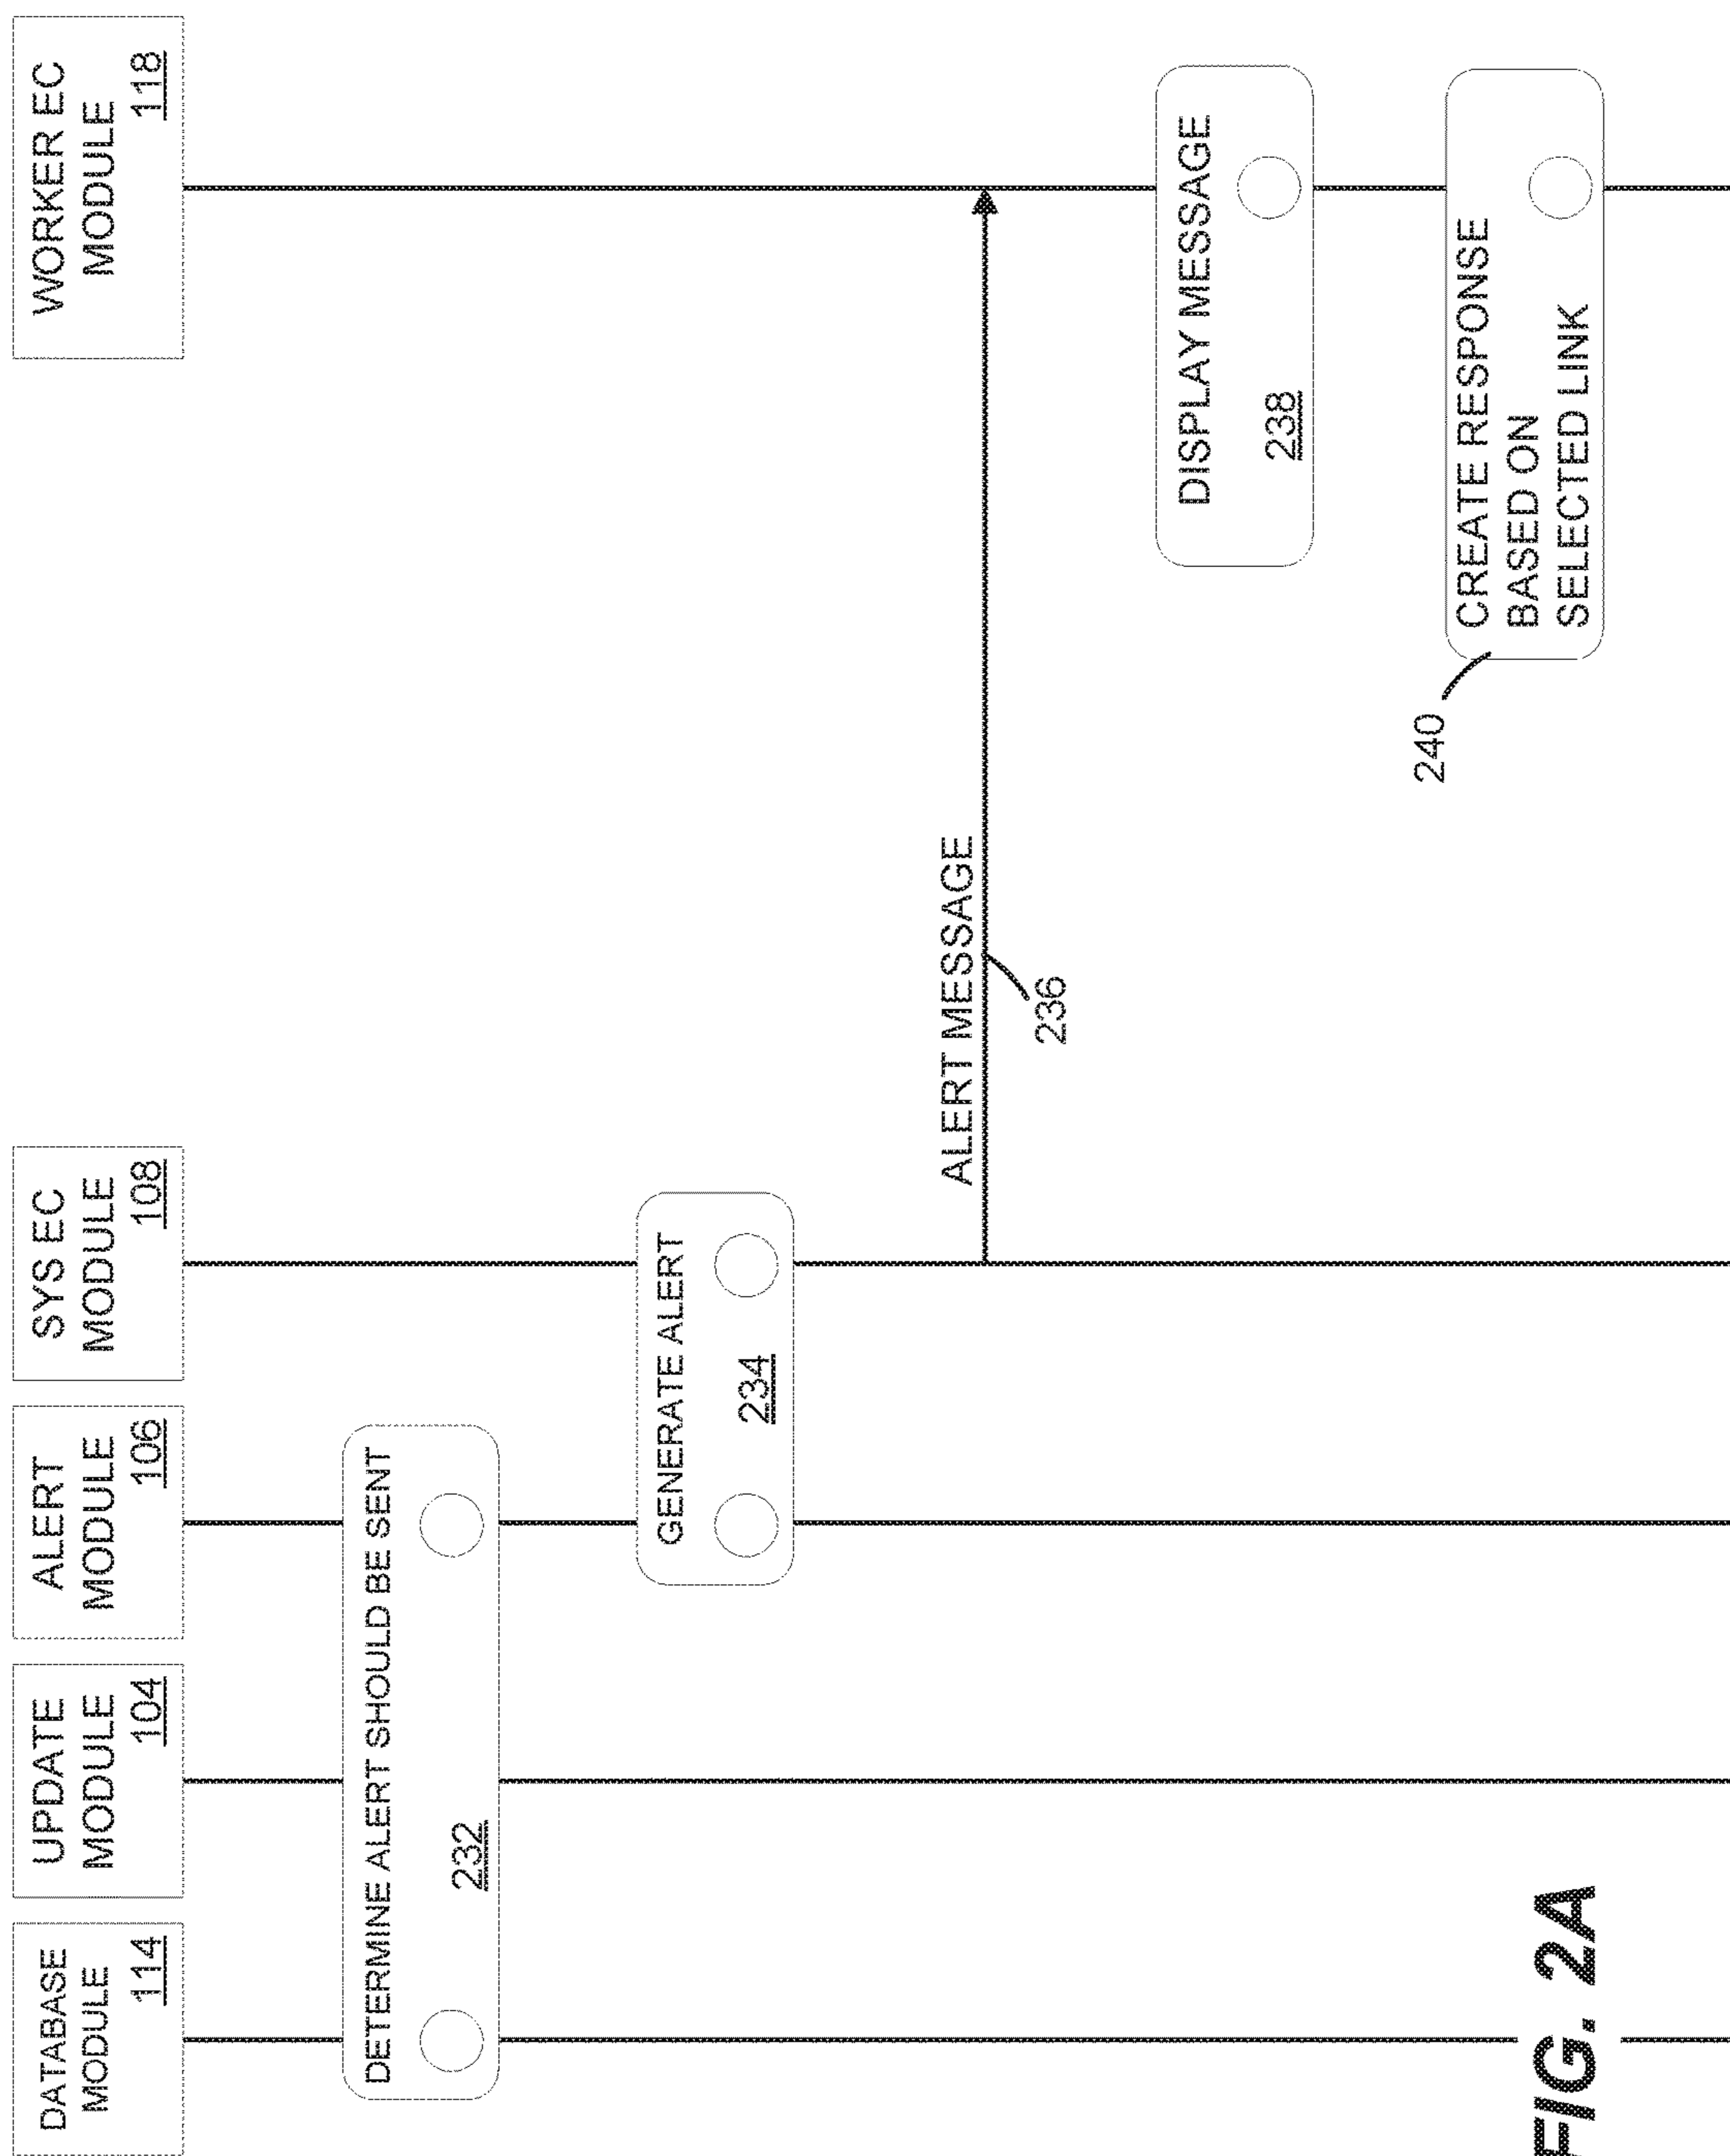 DATABASE
MODULE
114
UPDATE
MODULE
104
ALERT
MODULE
106
SYS EC
MODULE
108
WORKER EC
MODULE
118
DETERMINE ALERT SHOULD BE SENT
232
GENERATE ALERT
234
ALERT MESSAGE
236
DISPLAY MESSAGE
238
240
CREATE RESPONSE
BASED ON
SELECTED LINK
FIG. 2A